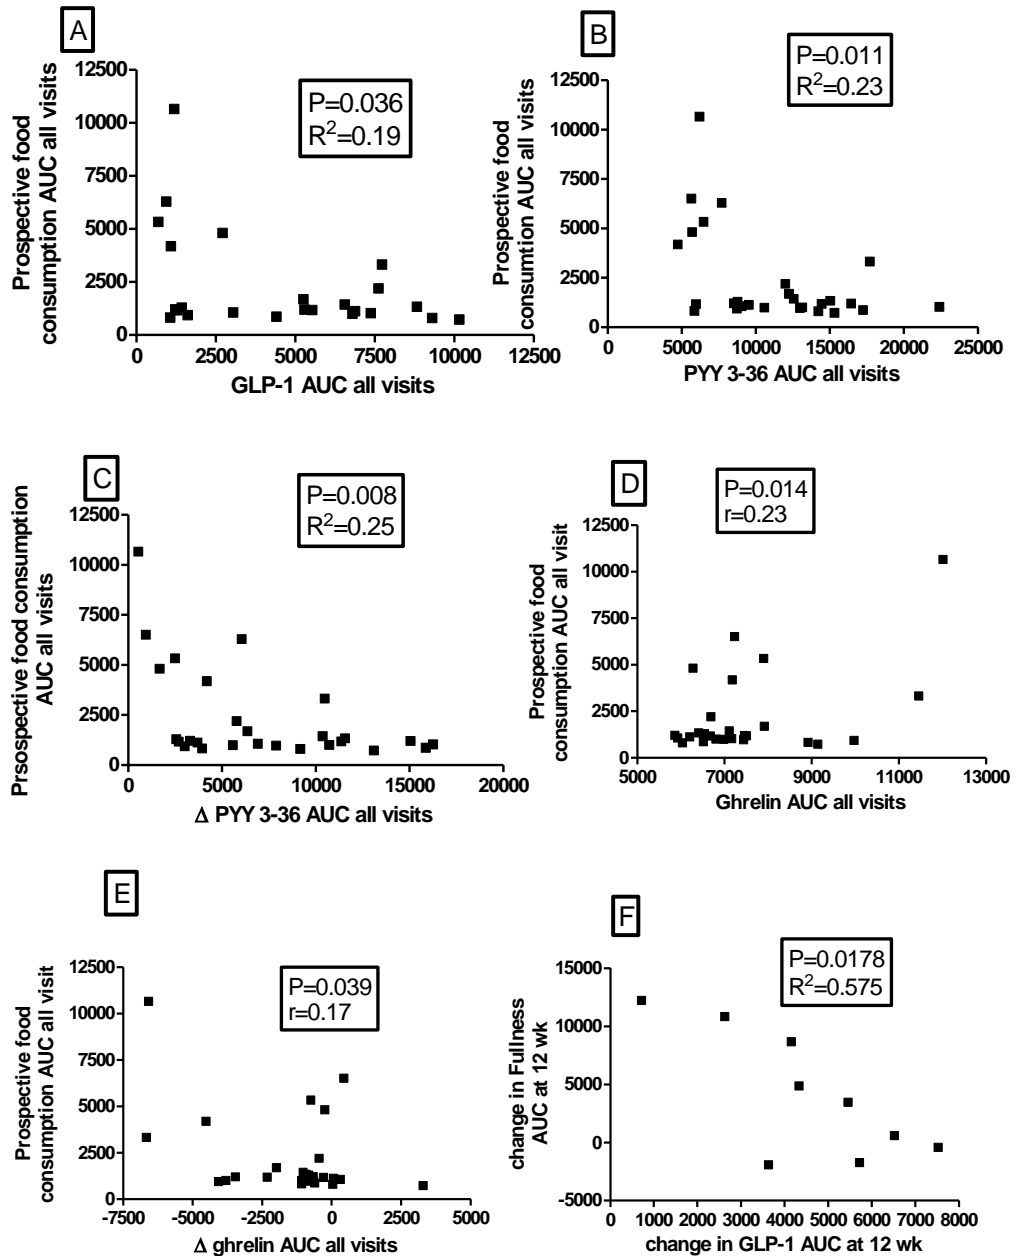 A
P=0.036
R²=0.19
Prospective food
consumption AUC all visits
12500
10000
7500
5000
2500
0
0 2500 5000 7500 10000 12500
GLP-1 AUC all visits
B
P=0.011
R²=0.23
Prospective food
consumtion AUC all visits
12500
10000
7500
5000
2500
0
0 5000 10000 15000 20000 25000
PYY 3-36 AUC all visits
C
P=0.008
R²=0.25
Prsospective food consumption
AUC all visits
12500
10000
7500
5000
2500
0
0 5000 10000 15000 20000
Δ PYY 3-36 AUC all visits
D
P=0.014
r=0.23
Prospective food
consumption AUC all visit
12500
10000
7500
5000
2500
0
5000 7000 9000 11000 13000
Ghrelin AUC all visits
E
P=0.039
r=0.17
Prospective food
consumption AUC all visit
12500
10000
7500
5000
2500
0
-7500 -5000 -2500 0 2500 5000
Δ ghrelin AUC all visits
F
P=0.0178
R²=0.575
change in Fullness
AUC at 12 wk
15000
10000
5000
0
-5000
0 1000 2000 3000 4000 5000 6000 7000 8000
change in GLP-1 AUC at 12 wk